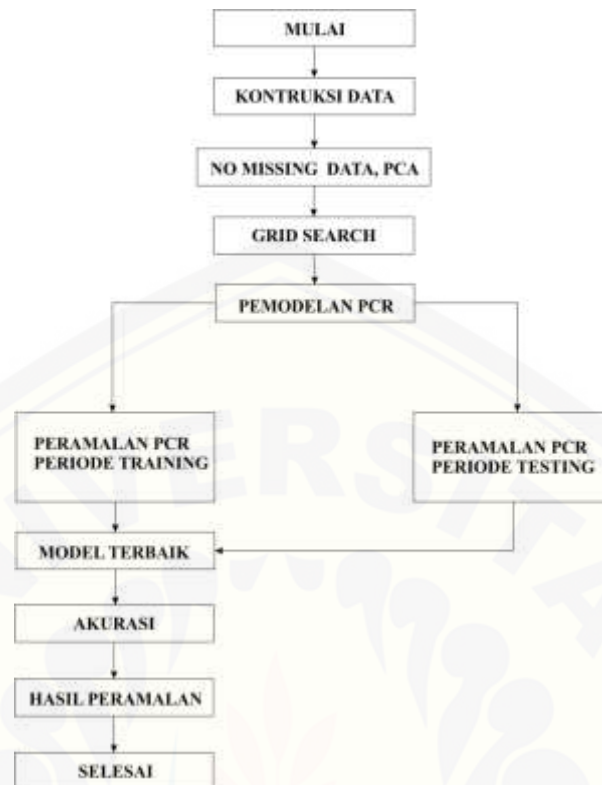 MULAI
KONTRUKSI DATA
NO MISSING DATA, PCA
GRID SEARCH
PEMODELAN PCR
PERAMALAN PCR
PERIODE TRAINING
PERAMALAN PCR
PERIODE TESTING
MODEL TERBAIK
AKURASI
HASIL PERAMALAN
SELESAI